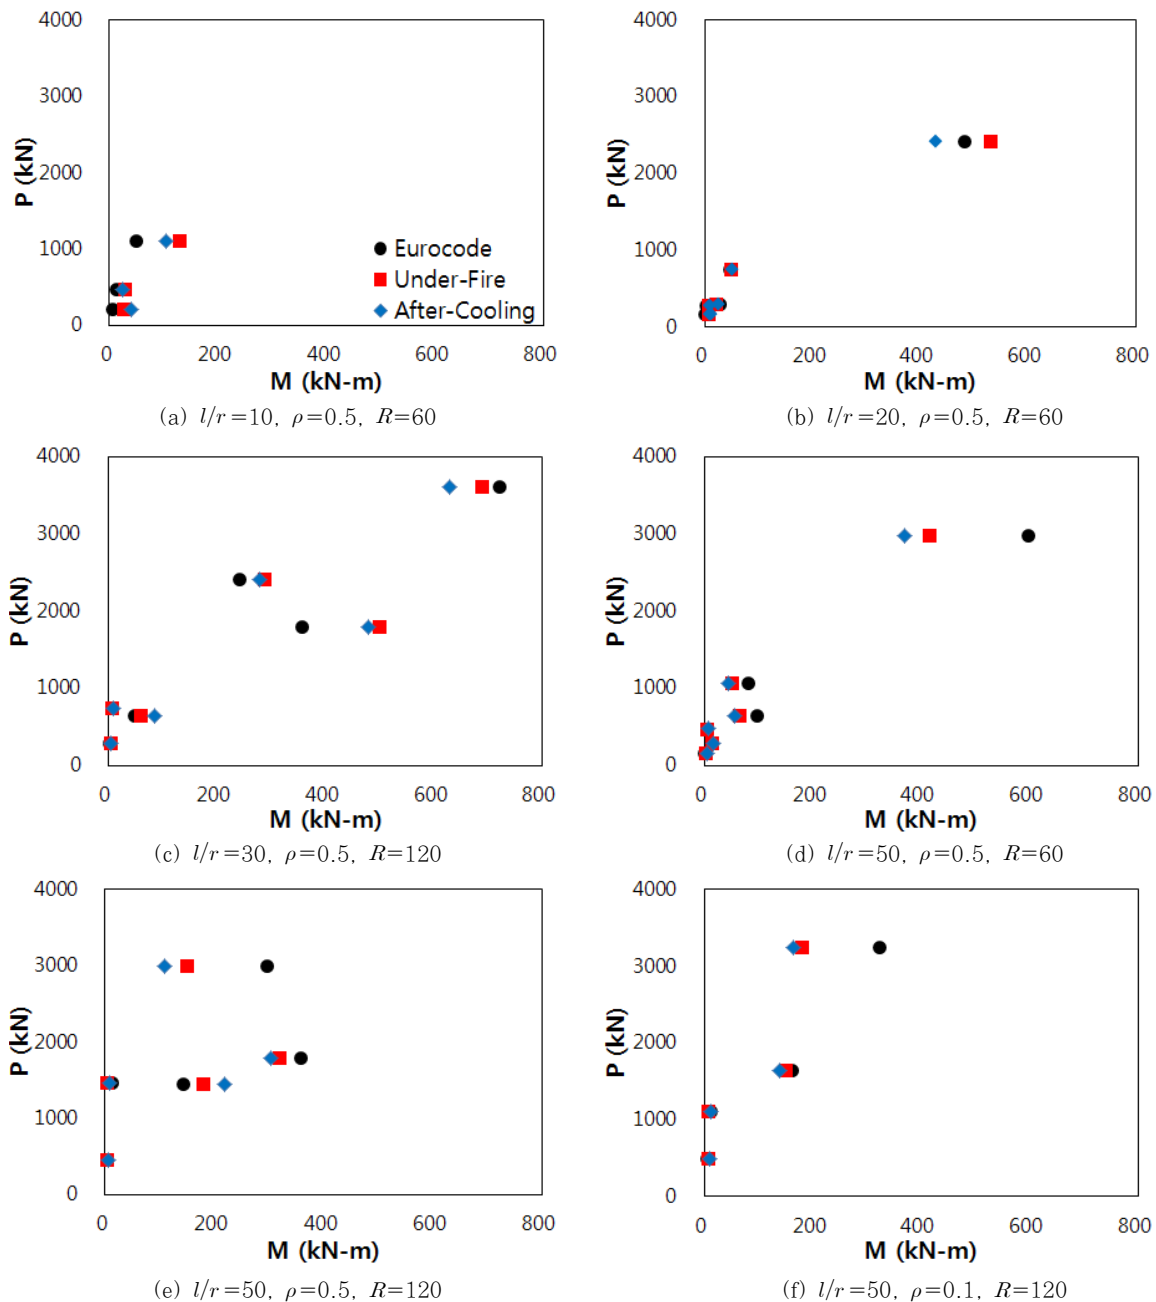 4000
3000
2000
1000
0
P (kN)
Eurocode
Under-Fire
After-Cooling
0 200 400 600 800
M (kN-m)
(a) l/r=10, ρ=0.5, R=60
4000
3000
2000
1000
0
P (kN)
0 200 400 600 800
M (kN-m)
(b) l/r=20, ρ=0.5, R=60
4000
3000
2000
1000
0
P (kN)
0 200 400 600 800
M (kN-m)
(c) l/r=30, ρ=0.5, R=120
4000
3000
2000
1000
0
P (kN)
0 200 400 600 800
M (kN-m)
(d) l/r=50, ρ=0.5, R=60
4000
3000
2000
1000
0
P (kN)
0 200 400 600 800
M (kN-m)
(e) l/r=50, ρ=0.5, R=120
4000
3000
2000
1000
0
P (kN)
0 200 400 600 800
M (kN-m)
(f) l/r=50, ρ=0.1, R=120